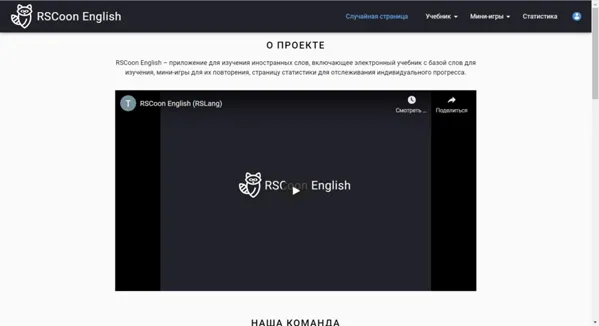 RSCoon English
Случайная страница Учебник Мини-игры Статистика
О ПРОЕКТЕ
RSCoon English – приложение для изучения иностранных слов, включающее электронный учебник с базой слов для
изучения, мини-игры для их повторения, страницу статистики для отслеживания индивидуального прогресса.
T RSCoon English (RSLang)
Смотреть ... Поделиться
RSCoon English
НАША КОМАНДА